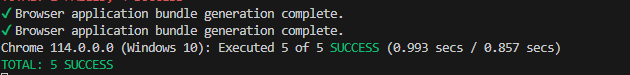 ✓ Browser application bundle generation complete.
✓ Browser application bundle generation complete.
Chrome 114.0.0.0 (Windows 10): Executed 5 of 5 SUCCESS (0.993 secs / 0.857 secs)
TOTAL: 5 SUCCESS